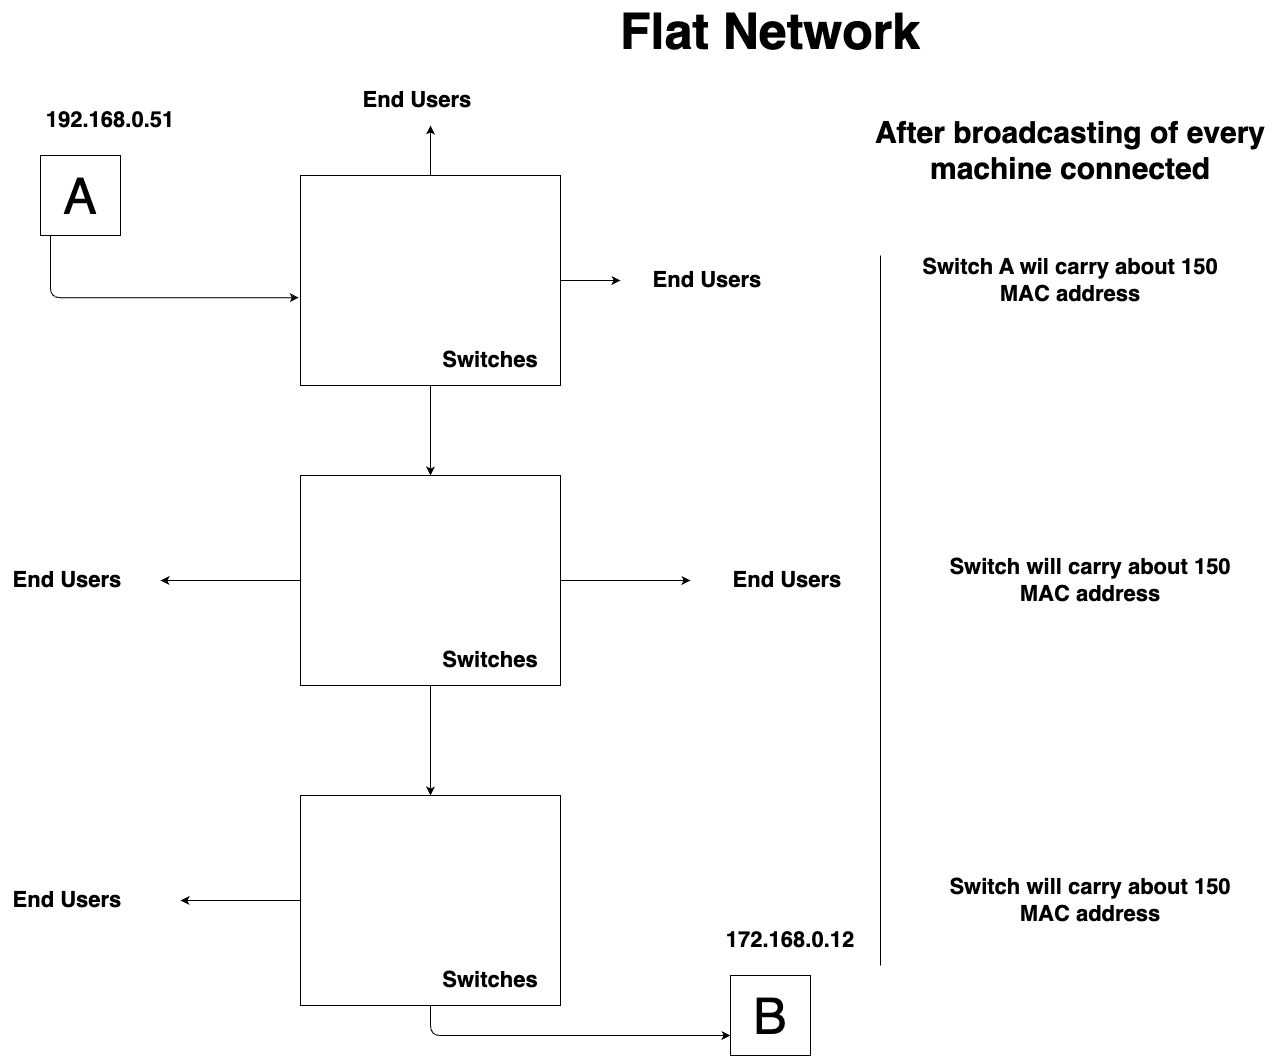 Flat Network
192.168.0.51
End Users
After broadcasting of every
machine connected
A
End Users
Switch A wil carry about 150
MAC address
Switches
End Users
End Users
Switch will carry about 150
MAC address
Switches
End Users
Switch will carry about 150
MAC address
172.168.0.12
Switches
B